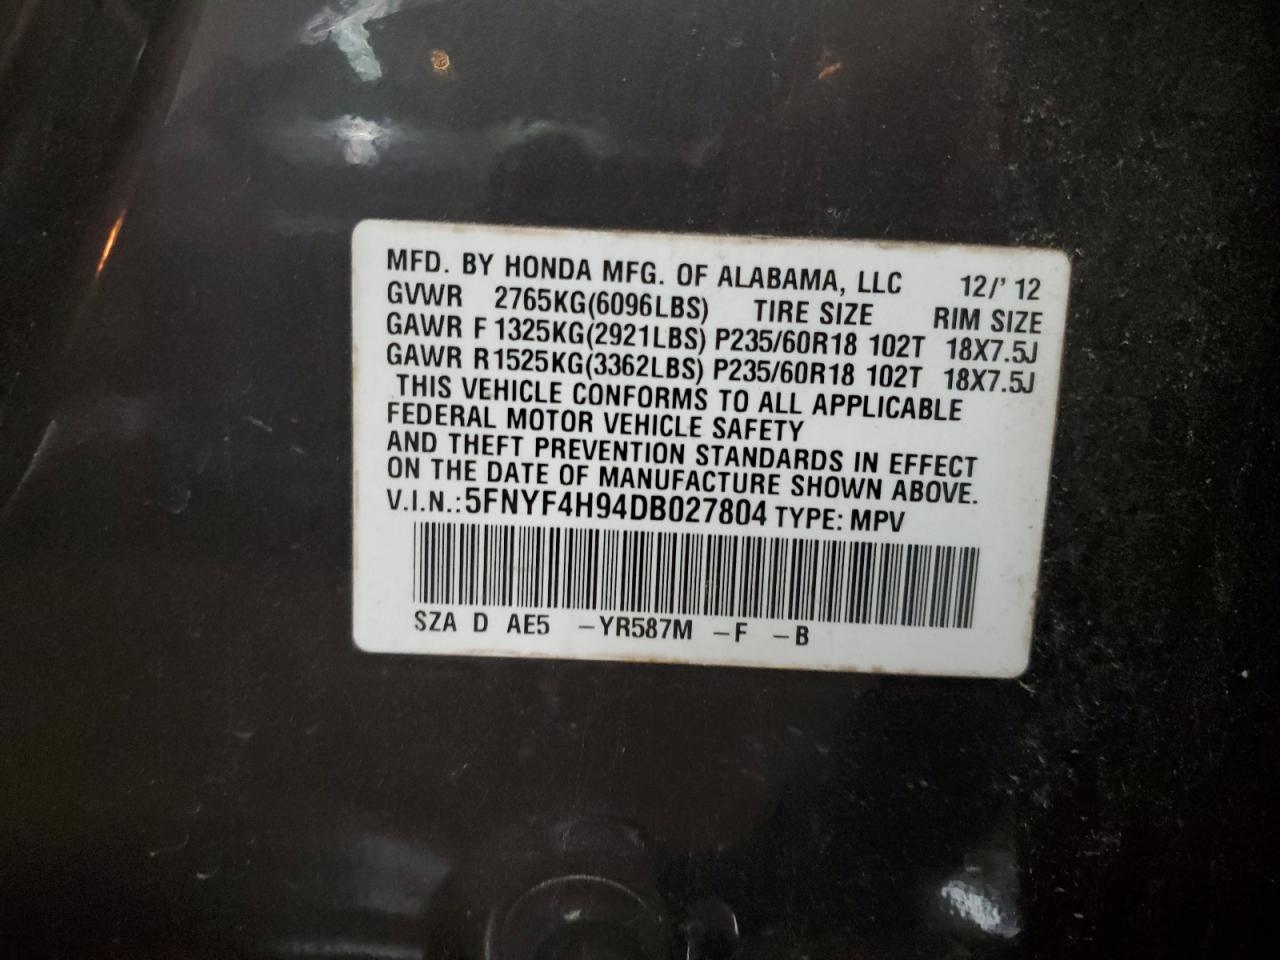 MFD. BY HONDA MFG. OF ALABAMA, LLC 12/'12
GVWR 2765KG(6096LBS) TIRE SIZE RIM SIZE
GAWR F 1325KG(2921LBS) P235/60R18 102T 18X7.5J
GAWR R1525KG(3362LBS) P235/60R18 102T 18X7.5J
THIS VEHICLE CONFORMS TO ALL APPLICABLE
FEDERAL MOTOR VEHICLE SAFETY
AND THEFT PREVENTION STANDARDS IN EFFECT
ON THE DATE OF MANUFACTURE SHOWN ABOVE.
V.I.N.:5FNYF4H94DB027804 TYPE: MPV
SZA D AE5 -YR587M -F -B